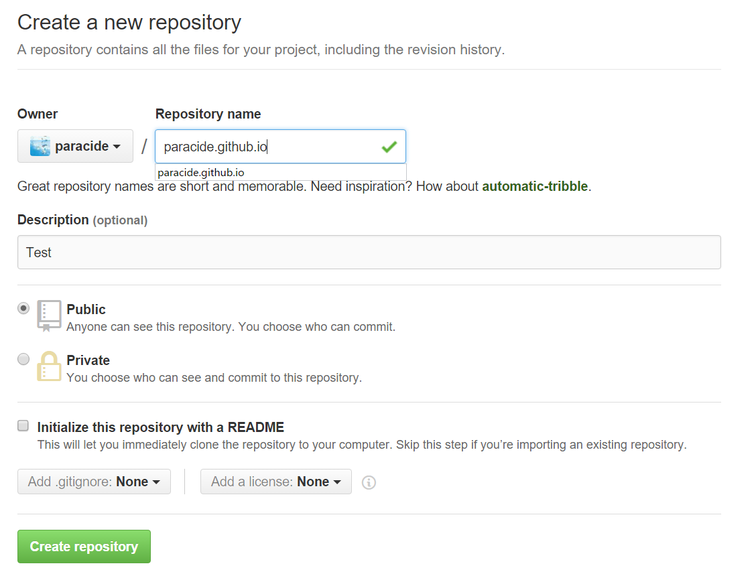 Create a new repository
A repository contains all the files for your project, including the revision history.
Owner
Repository name
paracide
/
paracide.github.io
paracide.github.io
Great repository names are short and memorable. Need inspiration? How about automatic-tribble.
Description (optional)
Test
Public
Anyone can see this repository. You choose who can commit.
Private
You choose who can see and commit to this repository.
Initialize this repository with a README
This will let you immediately clone the repository to your computer. Skip this step if you’re importing an existing repository.
Add .gitignore: None
Add a license: None
Create repository